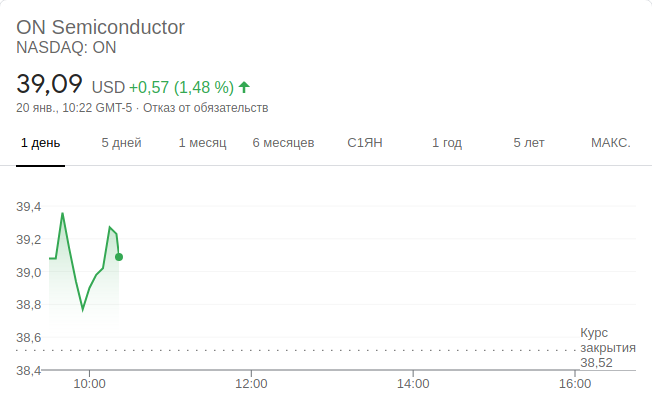 ON Semiconductor
NASDAQ: ON
39,09 USD +0,57 (1,48 %)
20 янв., 10:22 GMT-5 · Отказ от обязательств
1 день 5 дней 1 месяц 6 месяцев С1ЯН 1 год 5 лет МАКС.
39,4
39,2
39,0
38,8
38,6
38,4
Курс
закрытия
38,52
10:00 12:00 14:00 16:00